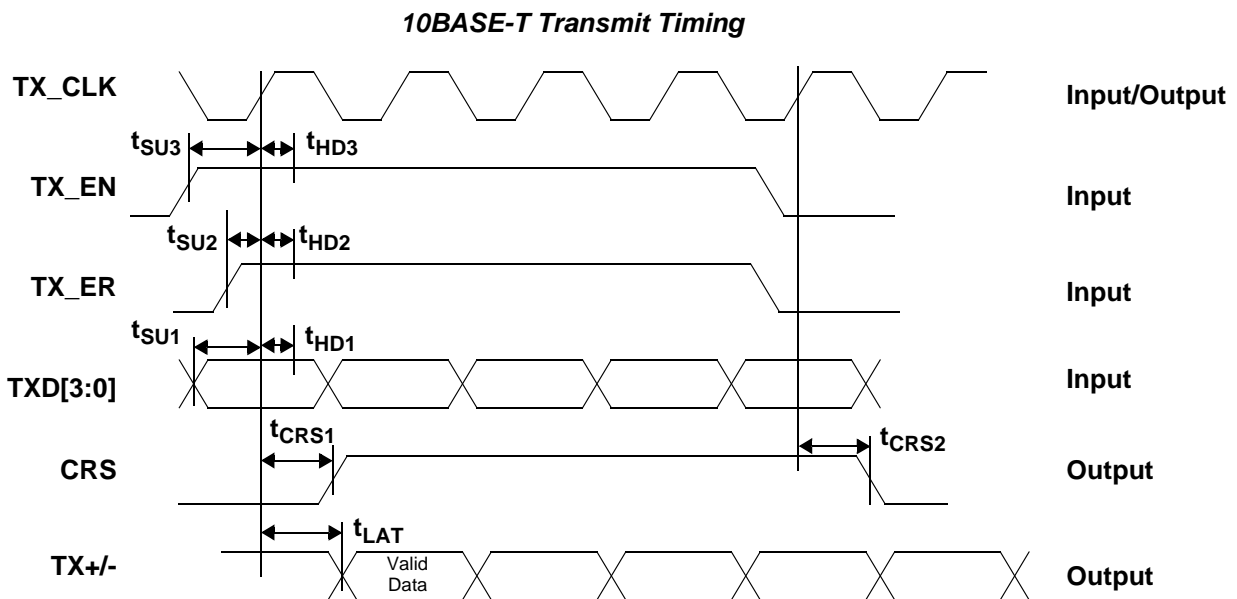 10BASE-T Transmit Timing
TX_CLK
Input/Output
tSU3
tHD3
TX_EN
Input
tSU2
tHD2
TX_ER
Input
tSU1
tHD1
TXD[3:0]
Input
tCRS1
tCRS2
CRS
Output
tLAT
TX+/-
Valid
Data
Output